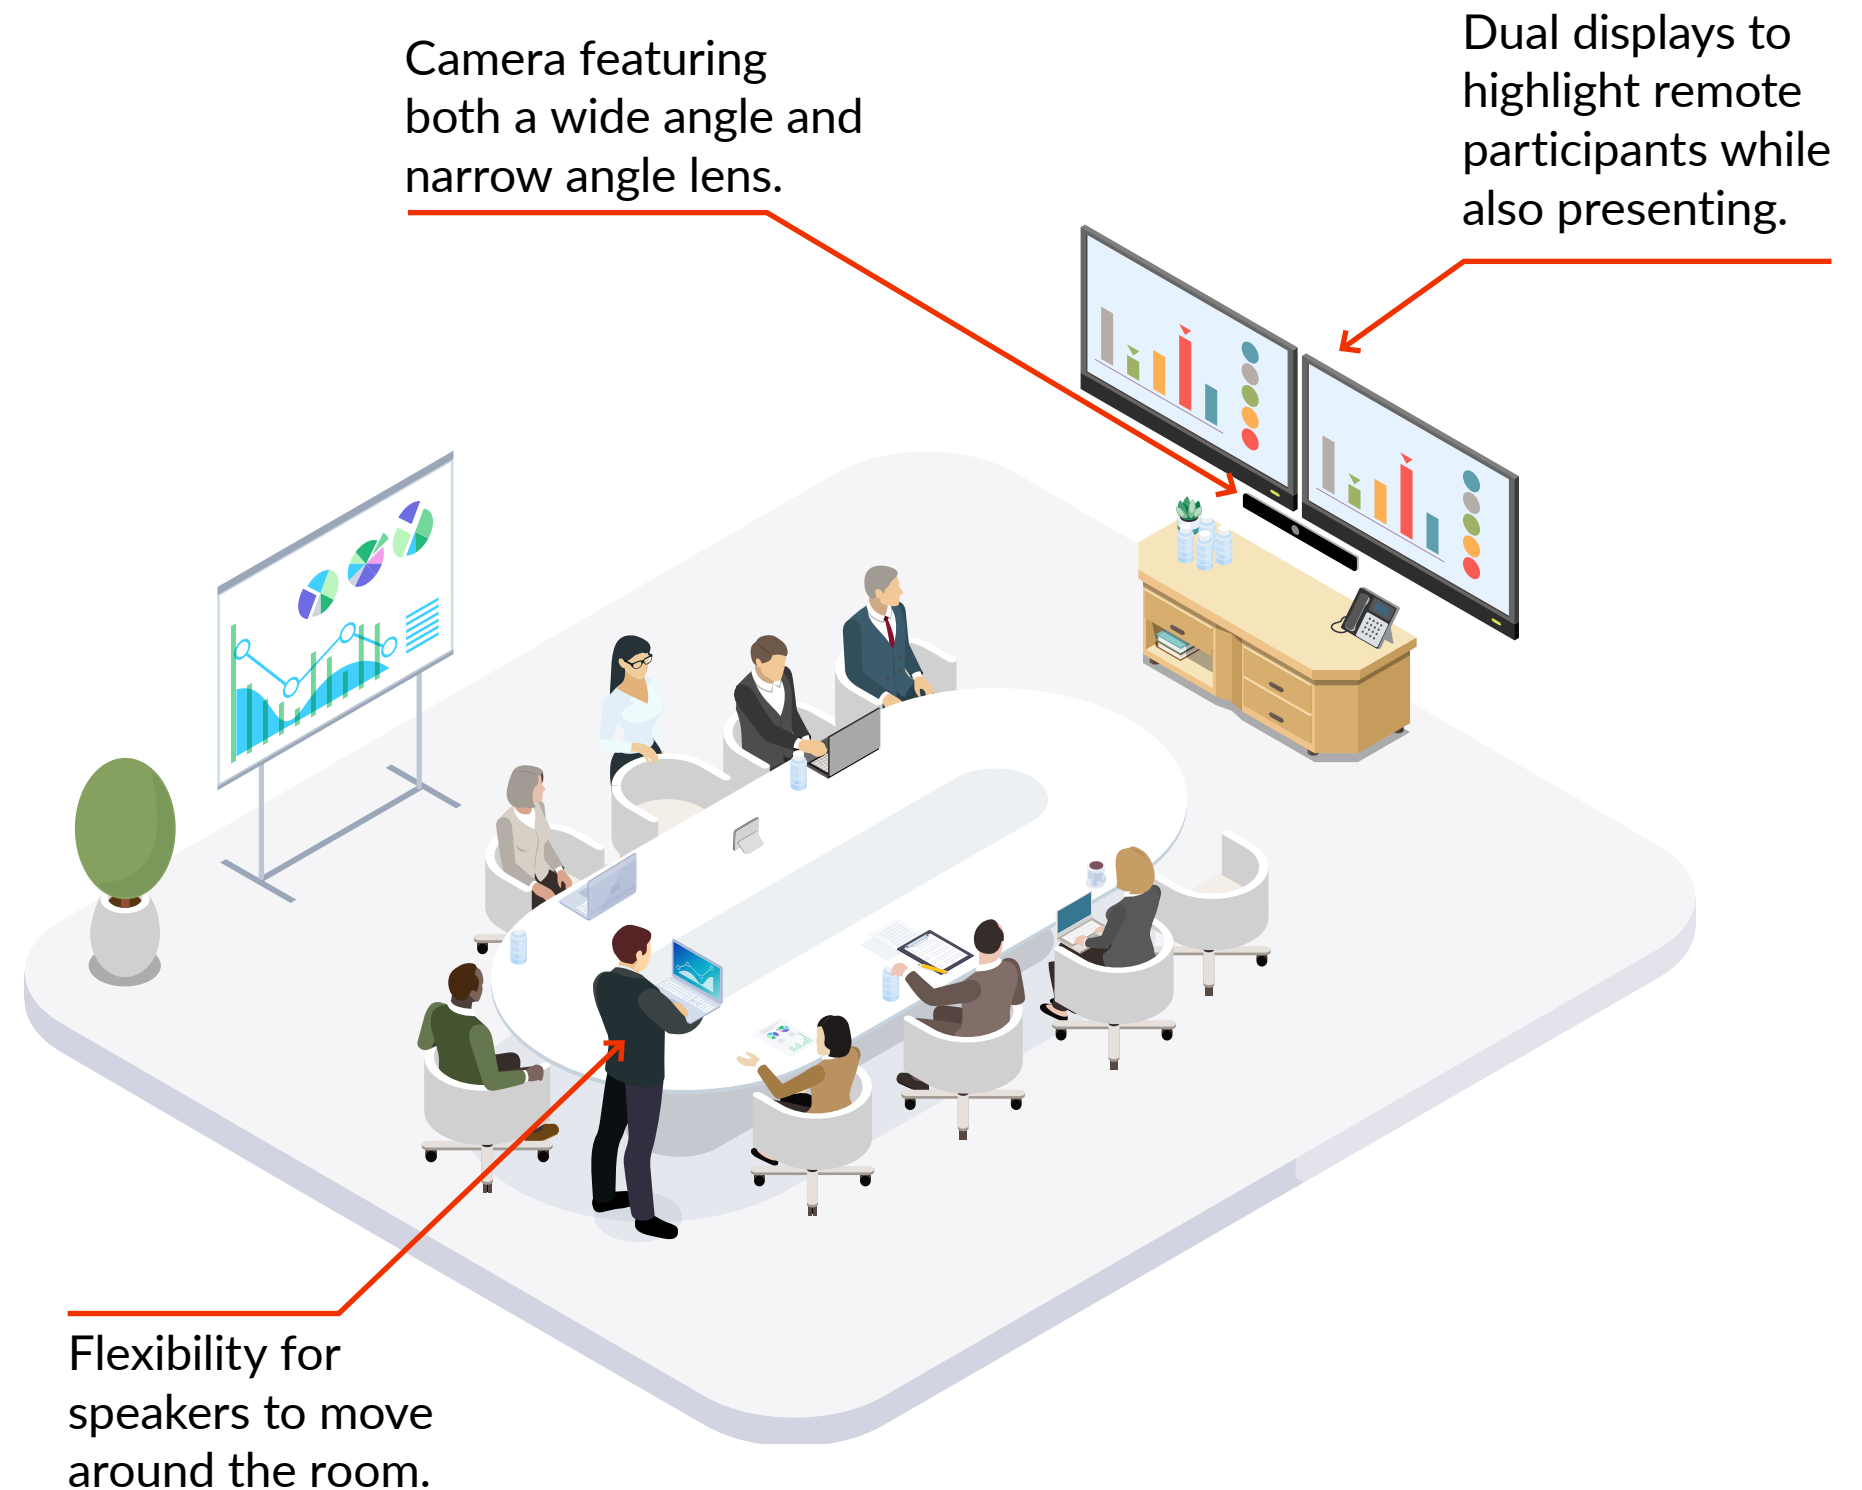 Camera featuring
both a wide angle and
narrow angle lens.
Dual displays to
highlight remote
participants while
also presenting.
Flexibility for
speakers to move
around the room.